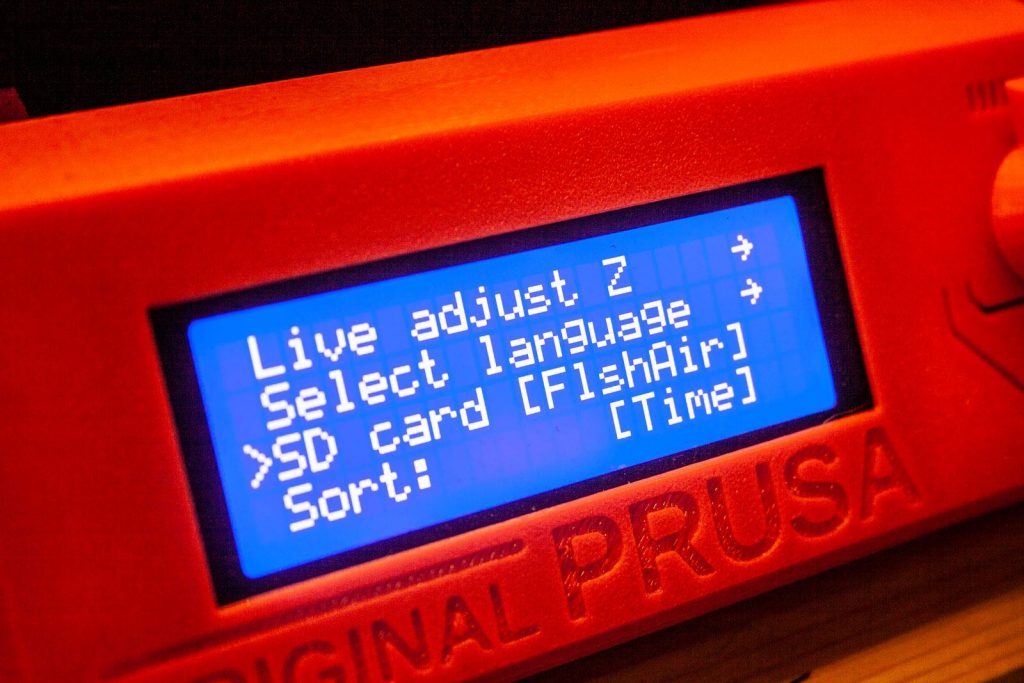 Live adjust Z →
Select language →
>SD card [FlshAir]
Sort: [Time]
ORIGINAL PRUSA